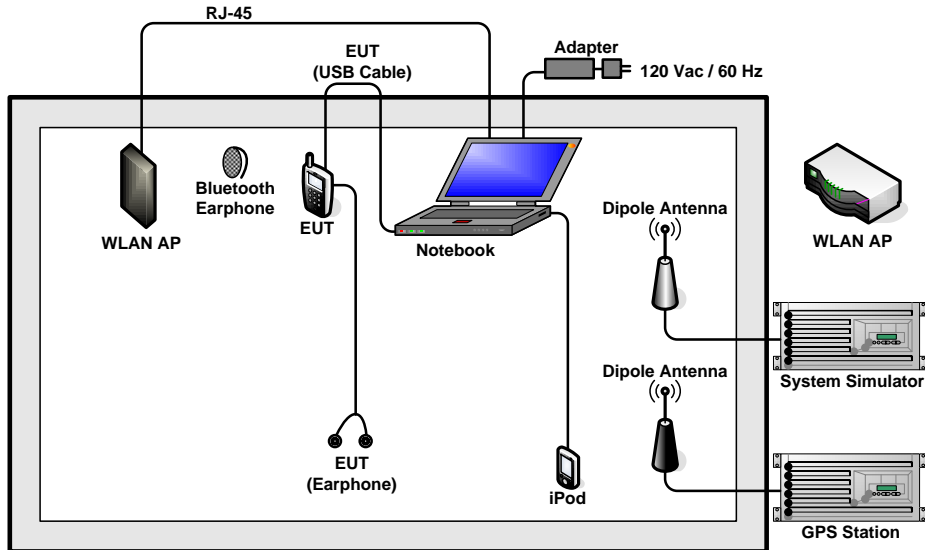 RJ-45
EUT
(USB Cable)
Adapter
120 Vac / 60 Hz
WLAN AP
Bluetooth
Earphone
EUT
Notebook
Dipole Antenna
WLAN AP
System Simulator
Dipole Antenna
EUT
(Earphone)
iPod
GPS Station